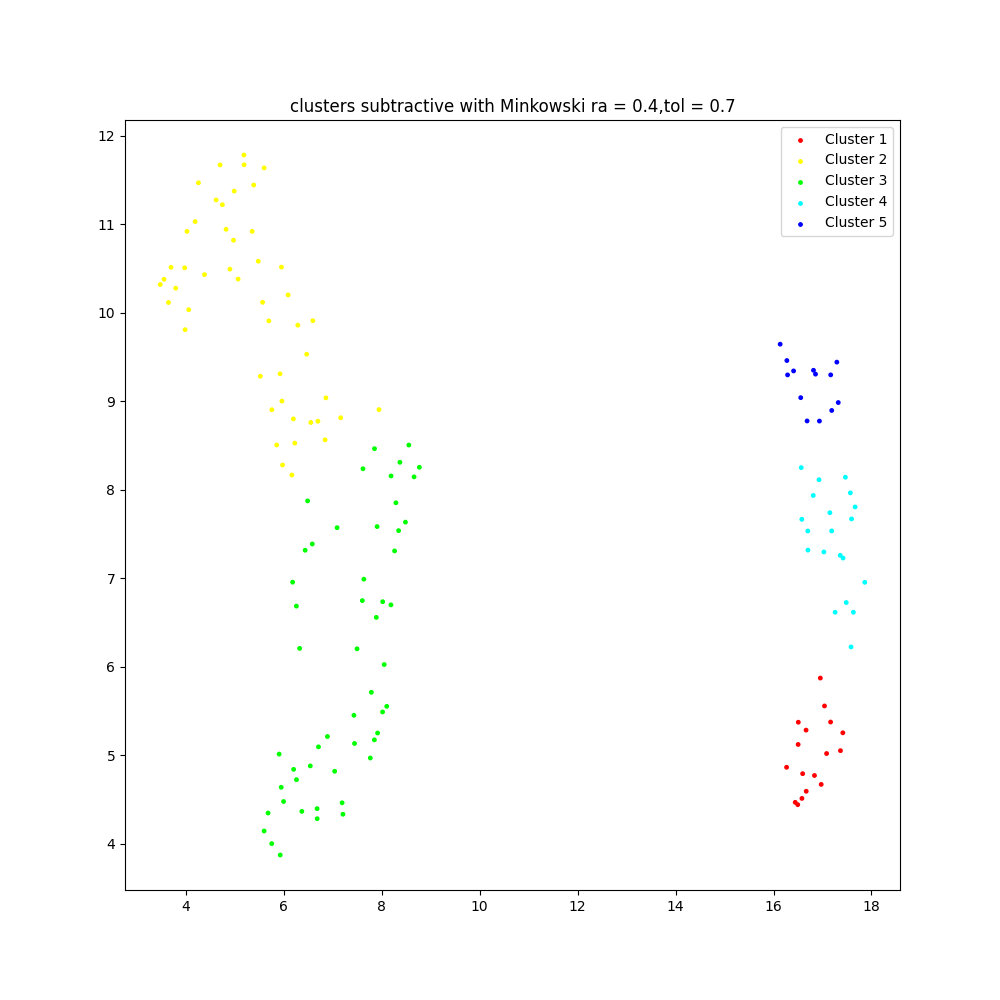 clusters subtractive with Minkowski ra = 0.4,tol = 0.7
12
11
10
9
8
7
6
5
4
Cluster 1
Cluster 2
Cluster 3
Cluster 4
Cluster 5
4 6 8 10 12 14 16 18